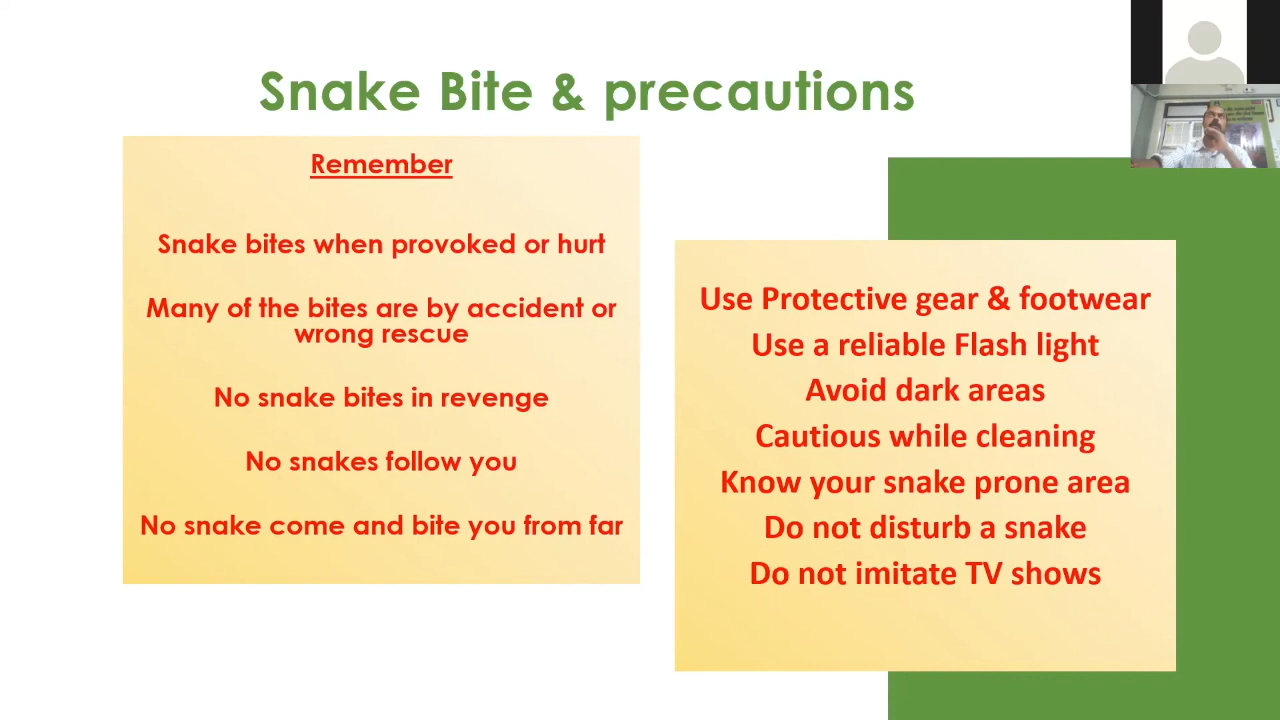 Snake Bite & precautions
Remember
Snake bites when provoked or hurt
Many of the bites are by accident or
wrong rescue
No snake bites in revenge
No snakes follow you
No snake come and bite you from far
Use Protective gear & footwear
Use a reliable Flash light
Avoid dark areas
Cautious while cleaning
Know your snake prone area
Do not disturb a snake
Do not imitate TV shows